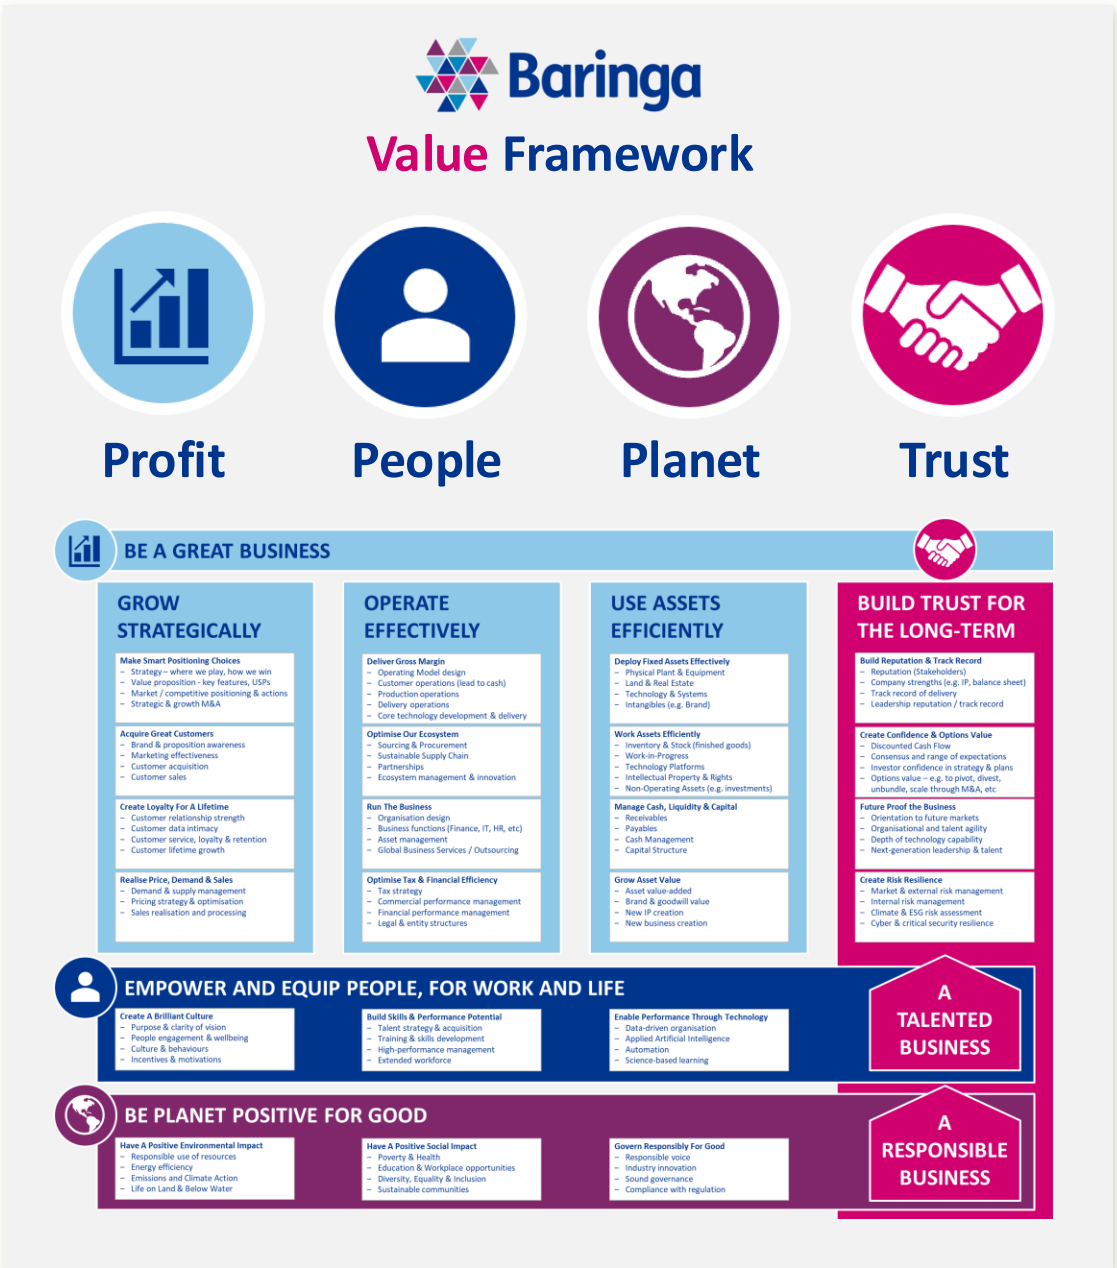 Baringa
Value Framework
Profit
People
Planet
Trust
BE A GREAT BUSINESS
GROW
STRATEGICALLY
Make Smart Positioning Choices
– Strategy – where we play, how we win
– Value proposition - key features, USPs
– Market / competitive positioning & actions
– Strategic & growth M&A
Acquire Great Customers
– Brand & proposition awareness
– Marketing effectiveness
– Customer acquisition
– Customer sales
Create Loyalty For A Lifetime
– Customer relationship strength
– Customer data intimacy
– Customer service, loyalty & retention
– Customer lifetime growth
Realise Price, Demand & Sales
– Demand & supply management
– Pricing strategy & optimisation
– Sales realisation and processing
OPERATE
EFFECTIVELY
Deliver Gross Margin
– Operating Model design
– Customer operations (lead to cash)
– Production operations
– Delivery operations
– Core technology development & delivery
Optimise Our Ecosystem
– Sourcing & Procurement
– Sustainable Supply Chain
– Partnerships
– Ecosystem management & innovation
Run The Business
– Organisation design
– Business functions (Finance, IT, HR, etc)
– Asset management
– Global Business Services / Outsourcing
Optimise Tax & Financial Efficiency
– Tax strategy
– Commercial performance management
– Financial performance management
– Legal & entity structures
USE ASSETS
EFFICIENTLY
Deploy Fixed Assets Effectively
– Physical Plant & Equipment
– Land & Real Estate
– Technology & Systems
– Intangibles (e.g. Brand)
Work Assets Efficiently
– Inventory & Stock (finished goods)
– Work-in-Progress
– Technology Platforms
– Intellectual Property & Rights
– Non-Operating Assets (e.g. investments)
Manage Cash, Liquidity & Capital
– Receivables
– Payables
– Cash Management
– Capital Structure
Grow Asset Value
– Asset value-added
– Brand & goodwill value
– New IP creation
– New business creation
BUILD TRUST FOR
THE LONG-TERM
Build Reputation & Track Record
– Reputation (Stakeholders)
– Company strengths (e.g. IP, balance sheet)
– Track record of delivery
– Leadership reputation / track record
Create Confidence & Options Value
– Discounted Cash Flow
– Consensus and range of expectations
– Investor confidence in strategy & plans
– Options value – e.g. to pivot, divest,
unbundle, scale through M&A, etc
Future Proof the Business
– Orientation to future markets
– Organisational and talent agility
– Depth of technology capability
– Next-generation leadership & talent
Create Risk Resilience
– Market & external risk management
– Internal risk management
– Climate & ESG risk assessment
– Cyber & critical security resilience
EMPOWER AND EQUIP PEOPLE, FOR WORK AND LIFE
Create A Brilliant Culture
– Purpose & clarity of vision
– People engagement & wellbeing
– Culture & behaviours
– Incentives & motivations
Build Skills & Performance Potential
– Talent strategy & acquisition
– Training & skills development
– High-performance management
– Extended workforce
Enable Performance Through Technology
– Data-driven organisation
– Applied Artificial Intelligence
– Automation
– Science-based learning
A
TALENTED
BUSINESS
BE PLANET POSITIVE FOR GOOD
Have A Positive Environmental Impact
– Responsible use of resources
– Energy efficiency
– Emissions and Climate Action
– Life on Land & Below Water
Have A Positive Social Impact
– Poverty & Health
– Education & Workplace opportunities
– Diversity, Equality & Inclusion
– Sustainable communities
Govern Responsibly For Good
– Responsible voice
– Industry innovation
– Sound governance
– Compliance with regulation
A
RESPONSIBLE
BUSINESS